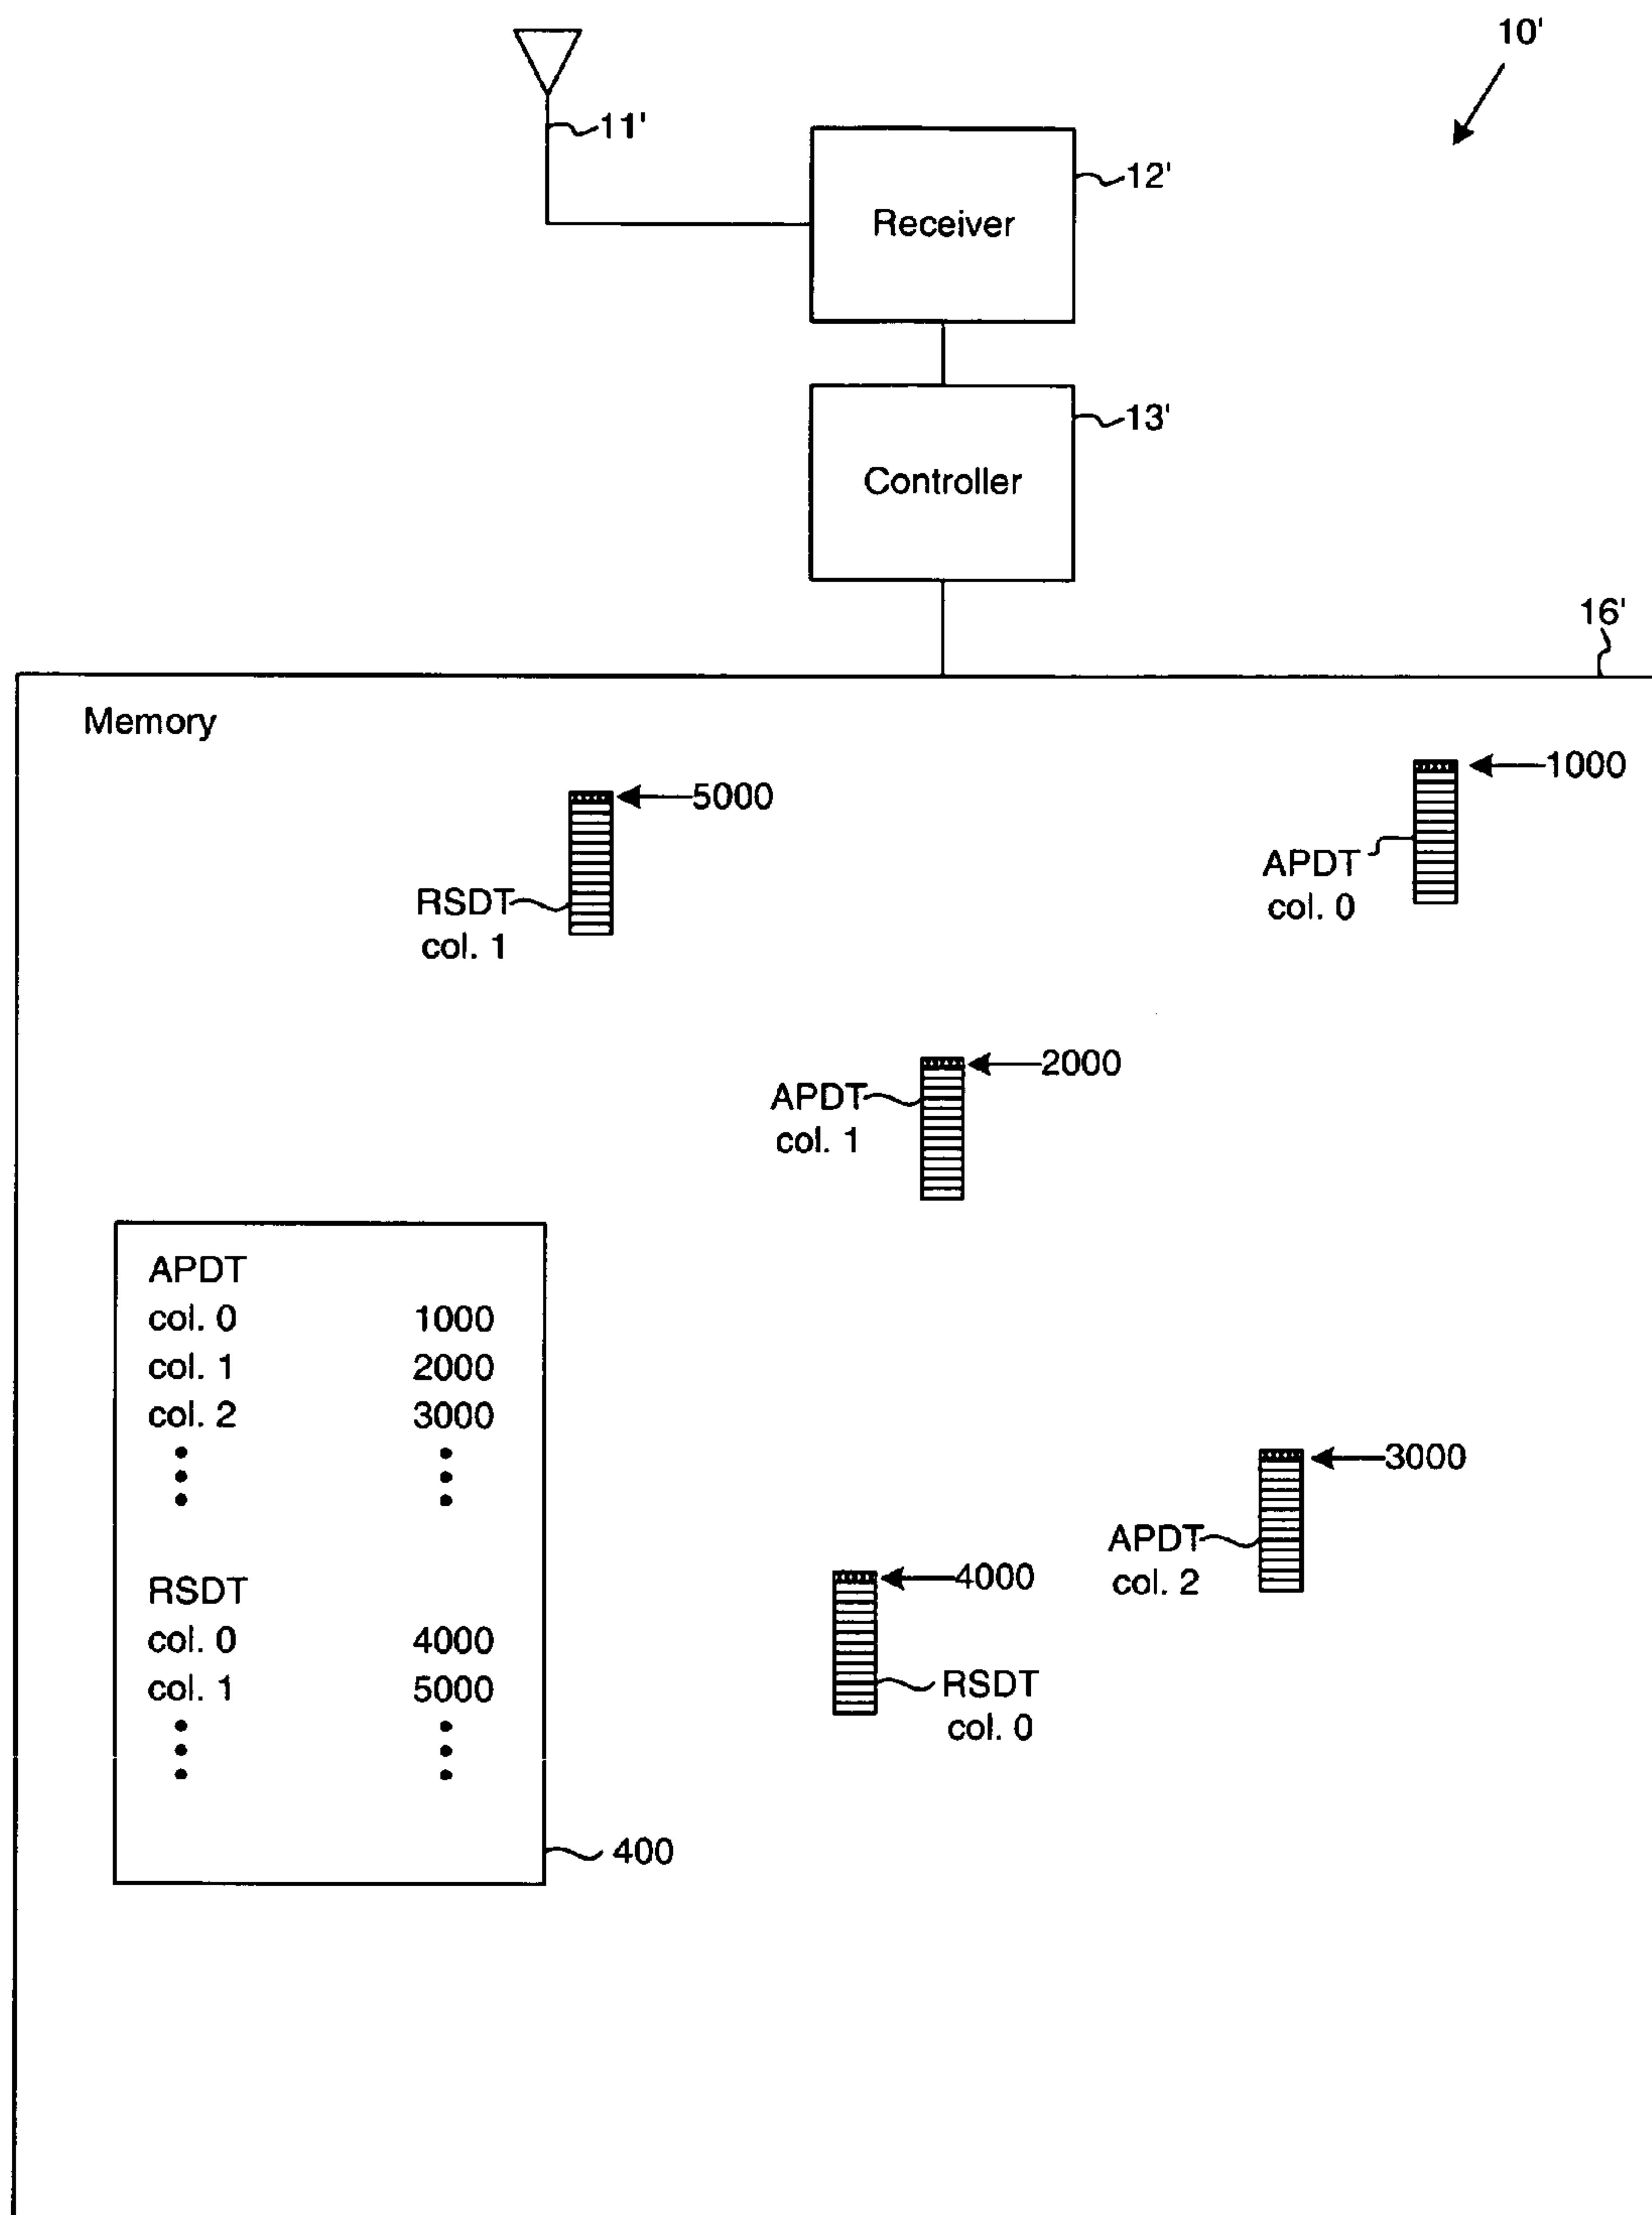 10'
11'
12'
Receiver
13'
Controller
16'
Memory
5000
1000
RSDT
col. 1
APDT
col. 0
2000
APDT
col. 1
APDT
col. 0 1000
col. 1 2000
col. 2 3000
RSDT
col. 0 4000
col. 1 5000
400
3000
APDT
col. 2
4000
RSDT
col. 0